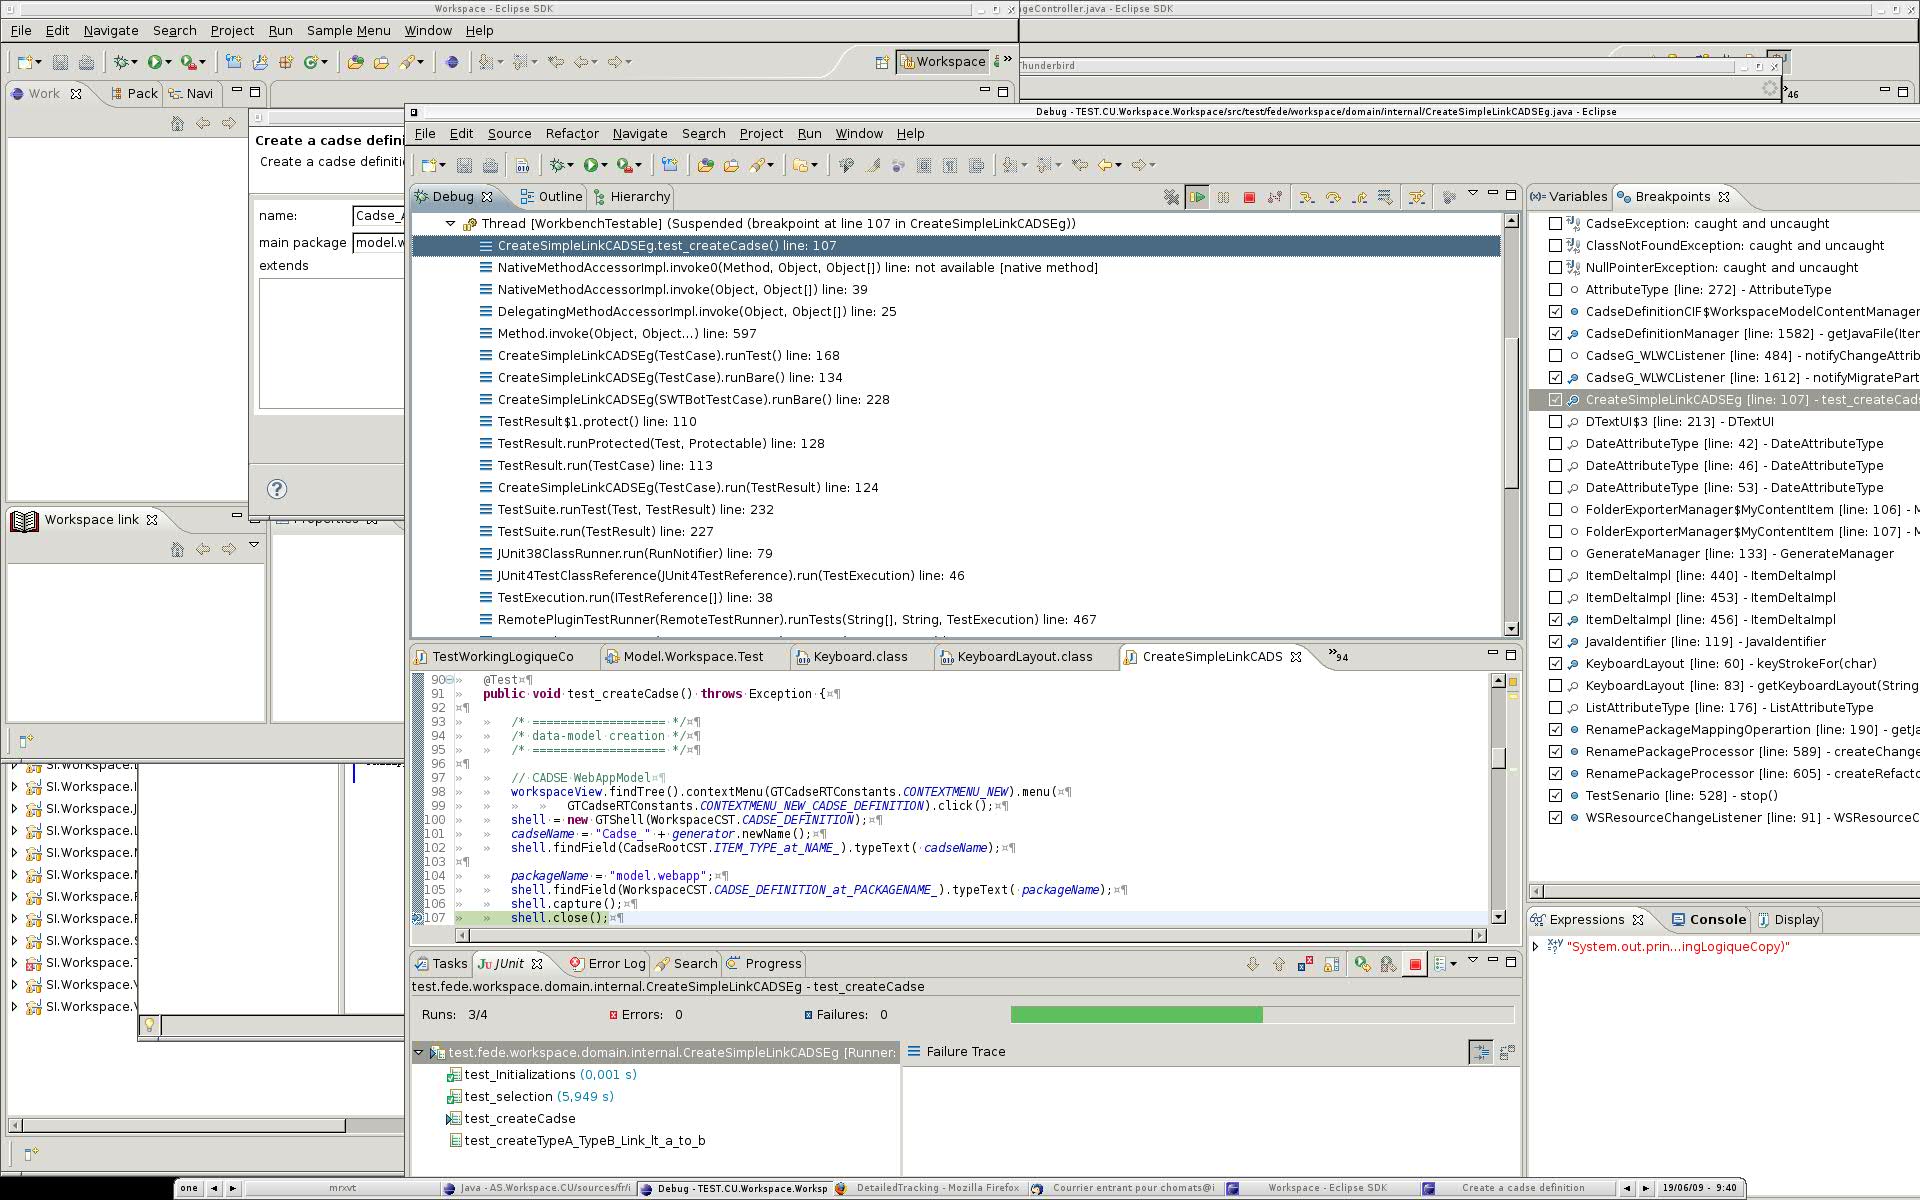 Workspace - Eclipse SDK
ageController.java - Eclipse SDK
File Edit Navigate Search Project Run Sample Menu Window Help
Workspace »
hunderbird
Work Pack Navi
»46
Create a cadse defini
Create a cadse definitio
name: Cadse_A
main package model.w
extends
Workspace link
Properties
SI.Workspace.I
SI.Workspace.J
SI.Workspace.L
SI.Workspace.M
SI.Workspace.M
SI.Workspace.F
SI.Workspace.F
SI.Workspace.S
SI.Workspace.T
SI.Workspace.V
SI.Workspace.V
Debug - TEST.CU.Workspace.Workspace/src/test/fede/workspace/domain/internal/CreateSimpleLinkCADSEg.java - Eclipse
File Edit Source Refactor Navigate Search Project Run Window Help
Debug Outline Hierarchy
Thread [WorkbenchTestable] (Suspended (breakpoint at line 107 in CreateSimpleLinkCADSEg))
CreateSimpleLinkCADSEg.test_createCadse() line: 107
NativeMethodAccessorImpl.invoke0(Method, Object, Object[]) line: not available [native method]
NativeMethodAccessorImpl.invoke(Object, Object[]) line: 39
DelegatingMethodAccessorImpl.invoke(Object, Object[]) line: 25
Method.invoke(Object, Object...) line: 597
CreateSimpleLinkCADSEg(TestCase).runTest() line: 168
CreateSimpleLinkCADSEg(TestCase).runBare() line: 134
CreateSimpleLinkCADSEg(SWTBotTestCase).runBare() line: 228
TestResult$1.protect() line: 110
TestResult.runProtected(Test, Protectable) line: 128
TestResult.run(TestCase) line: 113
CreateSimpleLinkCADSEg(TestCase).run(TestResult) line: 124
TestSuite.runTest(Test, TestResult) line: 232
TestSuite.run(TestResult) line: 227
JUnit38ClassRunner.run(RunNotifier) line: 79
JUnit4TestClassReference(JUnit4TestReference).run(TestExecution) line: 46
TestExecution.run(ITestReference[]) line: 38
RemotePluginTestRunner(RemoteTestRunner).runTests(String[], String, TestExecution) line: 467
Variables Breakpoints
CadseException: caught and uncaught
ClassNotFoundException: caught and uncaught
NullPointerException: caught and uncaught
AttributeType [line: 272] - AttributeType
CadseDefinitionCIF$WorkspaceModelContentManager
CadseDefinitionManager [line: 1582] - getJavaFile(Iter
CadseG_WLWCListener [line: 484] - notifyChangeAttrib
CadseG_WLWCListener [line: 1612] - notifyMigratePart
CreateSimpleLinkCADSEg [line: 107] - test_createCads
DTextUI$3 [line: 213] - DTextUI
DateAttributeType [line: 42] - DateAttributeType
DateAttributeType [line: 46] - DateAttributeType
DateAttributeType [line: 53] - DateAttributeType
FolderExporterManager$MyContentItem [line: 106] - M
FolderExporterManager$MyContentItem [line: 107] - M
GenerateManager [line: 133] - GenerateManager
ItemDeltaImpl [line: 440] - ItemDeltaImpl
ItemDeltaImpl [line: 453] - ItemDeltaImpl
ItemDeltaImpl [line: 456] - ItemDeltaImpl
JavaIdentifier [line: 119] - JavaIdentifier
KeyboardLayout [line: 60] - keyStrokeFor(char)
KeyboardLayout [line: 83] - getKeyboardLayout(String
ListAttributeType [line: 176] - ListAttributeType
RenamePackageMappingOperartion [line: 190] - getJa
RenamePackageProcessor [line: 589] - createChange
RenamePackageProcessor [line: 605] - createRefacto
TestSenario [line: 528] - stop()
WSResourceChangeListener [line: 91] - WSResourceC
TestWorkingLogiqueCo Model.Workspace.Test Keyboard.class KeyboardLayout.class CreateSimpleLinkCADS »94
90 » @Test¤¶
91 » public·void·test_createCadse()·throws·Exception·{¤¶
92 ¤¶
93 » » /*·===================·*/¤¶
94 » » /*·data-model·creation·*/¤¶
95 » » /*·===================·*/¤¶
96 ¤¶
97 » » //·CADSE·WebAppModel¤¶
98 » » workspaceView.findTree().contextMenu(GTCadseRTConstants.CONTEXTMENU_NEW).menu(¤¶
99 » » » » GTCadseRTConstants.CONTEXTMENU_NEW_CADSE_DEFINITION).click();¤¶
100 » » shell·=·new·GTShell(WorkspaceCST.CADSE_DEFINITION);¤¶
101 » » cadseName·=·"Cadse_"·+·generator.newName();¤¶
102 » » shell.findField(CadseRootCST.ITEM_TYPE_at_NAME_).typeText(·cadseName);¤¶
103 ¤¶
104 » » packageName·=·"model.webapp";¤¶
105 » » shell.findField(WorkspaceCST.CADSE_DEFINITION_at_PACKAGENAME_).typeText(·packageName);¤¶
106 » » shell.capture();¤¶
107 » » shell.close();¤¶
Expressions Console Display
"System.out.prin...ingLogiqueCopy)"
Tasks JUnit Error Log Search Progress
test.fede.workspace.domain.internal.CreateSimpleLinkCADSEg - test_createCadse
Runs: 3/4 Errors: 0 Failures: 0
test.fede.workspace.domain.internal.CreateSimpleLinkCADSEg [Runner: Failure Trace
test_Initializations (0,001 s)
test_selection (5,949 s)
test_createCadse
test_createTypeA_TypeB_Link_lt_a_to_b
one mrxvt Java - AS.Workspace.CU/sources/fr/i Debug - TEST.CU.Workspace.Worksp DetailedTracking - Mozilla Firefox Courrier entrant pour chomats@i Workspace - Eclipse SDK Create a cadse definition 19/06/09 - 9:40